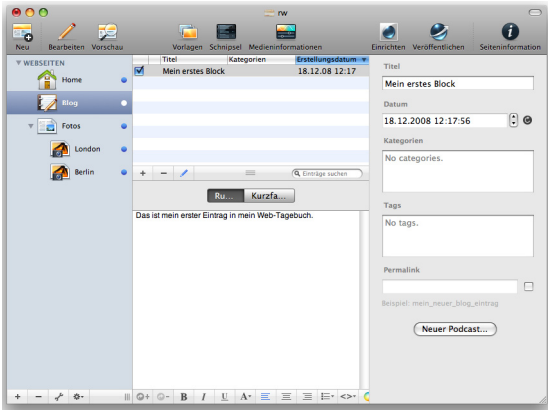 rw
Neu Bearbeiten Vorschau Vorlagen Schnipsel Medieninformationen Einrichten Veröffentlichen Seiteninformation
WEBSEITEN
Home
Blog
Fotos
London
Berlin
Titel Kategorien Erstellungsdatum
Mein erstes Block 18.12.08 12:17
Einträge suchen
Ru... Kurzfa...
Das ist mein erster Eintrag in mein Web-Tagebuch.
B I U A
Titel
Mein erstes Block
Datum
18.12.2008 12:17:56
Kategorien
No categories.
Tags
No tags.
Permalink
Beispiel: mein_neuer_blog_eintrag
Neuer Podcast...